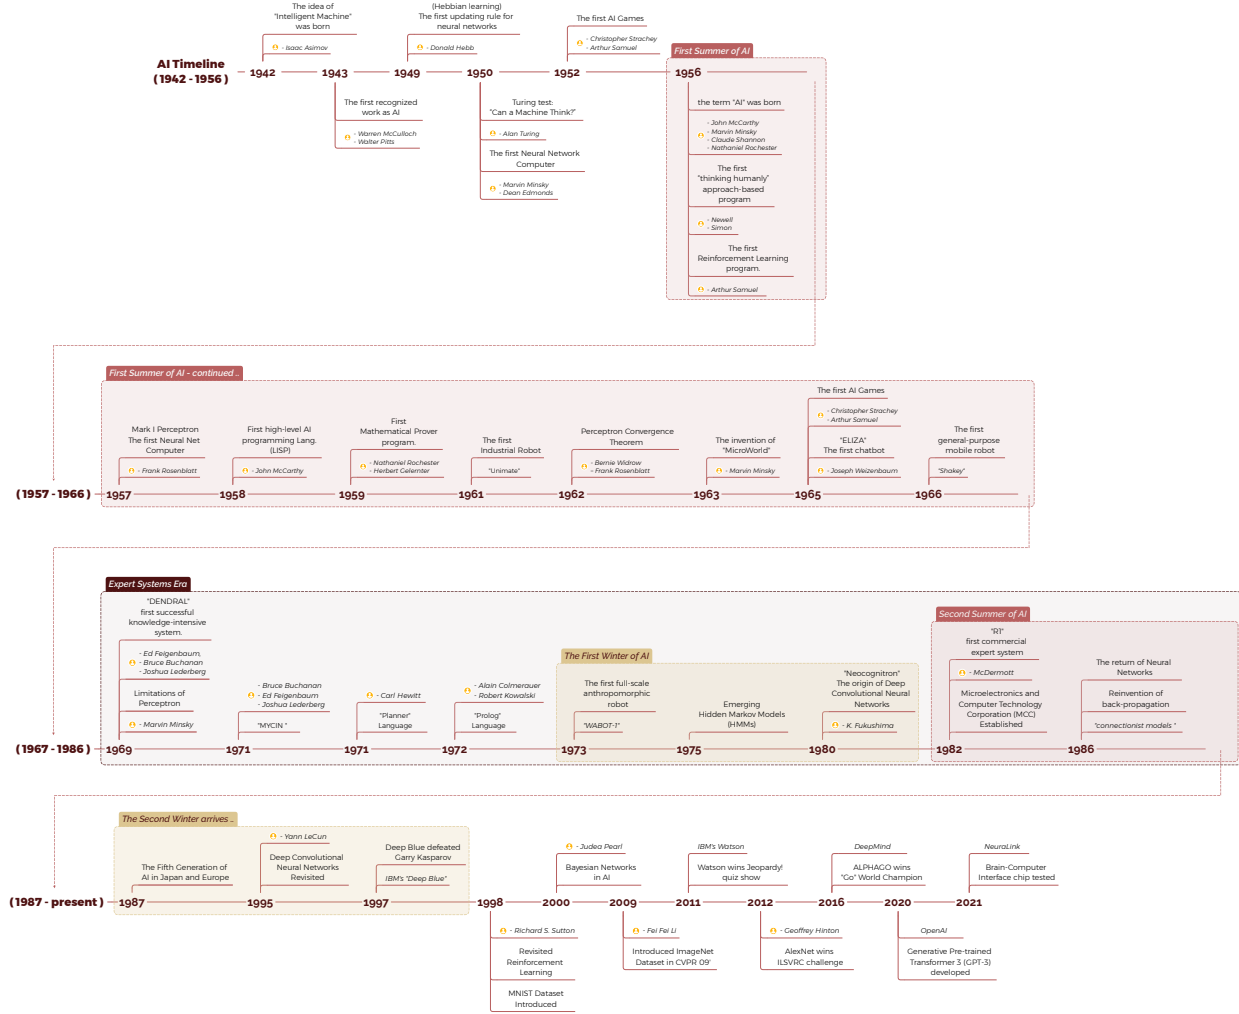 AI Timeline
( 1942 - 1956 )
The idea of
"Intelligent Machine"
was born
- Isaac Asimov
1942
1943
The first recognized
work as AI
- Warren McCulloch
- Walter Pitts
(Hebbian learning)
The first updating rule for
neural networks
- Donald Hebb
1949
1950
Turing test:
"Can a Machine Think?"
- Alan Turing
The first Neural Network
Computer
- Marvin Minsky
- Dean Edmonds
The first AI Games
- Christopher Strachey
- Arthur Samuel
1952
First Summer of AI
1956
the term "AI" was born
- John McCarthy
- Marvin Minsky
- Claude Shannon
- Nathaniel Rochester
The first
"thinking humanly"
approach-based
program
- Newell
- Simon
The first
Reinforcement Learning
program.
- Arthur Samuel
First Summer of AI - continued ..
( 1957 - 1966 )
Mark I Perceptron
The first Neural Net
Computer
- Frank Rosenblatt
1957
First high-level AI
programming Lang.
(LISP)
- John McCarthy
1958
First
Mathematical Prover
program.
- Nathaniel Rochester
- Herbert Gelernter
1959
The first
Industrial Robot
"Unimate"
1961
Perceptron Convergence
Theorem
- Bernie Widrow
- Frank Rosenblatt
1962
The invention of
"MicroWorld"
- Marvin Minsky
1963
The first AI Games
- Christopher Strachey
- Arthur Samuel
"ELIZA"
The first chatbot
- Joseph Weizenbaum
1965
The first
general-purpose
mobile robot
"Shakey"
1966
Expert Systems Era
( 1967 - 1986 )
"DENDRAL"
first successful
knowledge-intensive
system.
- Ed Feigenbaum,
- Bruce Buchanan
- Joshua Lederberg
Limitations of
Perceptron
- Marvin Minsky
1969
- Bruce Buchanan
- Ed Feigenbaum
- Joshua Lederberg
"MYCIN "
1971
- Carl Hewitt
"Planner"
Language
1971
- Alain Colmerauer
- Robert Kowalski
"Prolog"
Language
1972
The First Winter of AI
The first full-scale
anthropomorphic
robot
"WABOT-1"
1973
Emerging
Hidden Markov Models
(HMMs)
1975
"Neocognitron"
The origin of Deep
Convolutional Neural
Networks
- K. Fukushima
1980
Second Summer of AI
"R1"
first commercial
expert system
- McDermott
Microelectronics and
Computer Technology
Corporation (MCC)
Established
1982
The return of Neural
Networks
Reinvention of
back-propagation
"connectionist models "
1986
The Second Winter arrives ..
( 1987 - present )
The Fifth Generation of
AI in Japan and Europe
1987
- Yann LeCun
Deep Convolutional
Neural Networks
Revisited
1995
Deep Blue defeated
Garry Kasparov
IBM's "Deep Blue"
1997
1998
- Richard S. Sutton
Revisited
Reinforcement
Learning
MNIST Dataset
Introduced
- Judea Pearl
Bayesian Networks
in AI
2000
2009
- Fei Fei Li
Introduced ImageNet
Dataset in CVPR 09'
IBM's Watson
Watson wins Jeopardy!
quiz show
2011
2012
- Geoffrey Hinton
AlexNet wins
ILSVRC challenge
DeepMind
ALPHAGO wins
"Go" World Champion
2016
2020
OpenAI
Generative Pre-trained
Transformer 3 (GPT-3)
developed
NeuraLink
Brain-Computer
Interface chip tested
2021